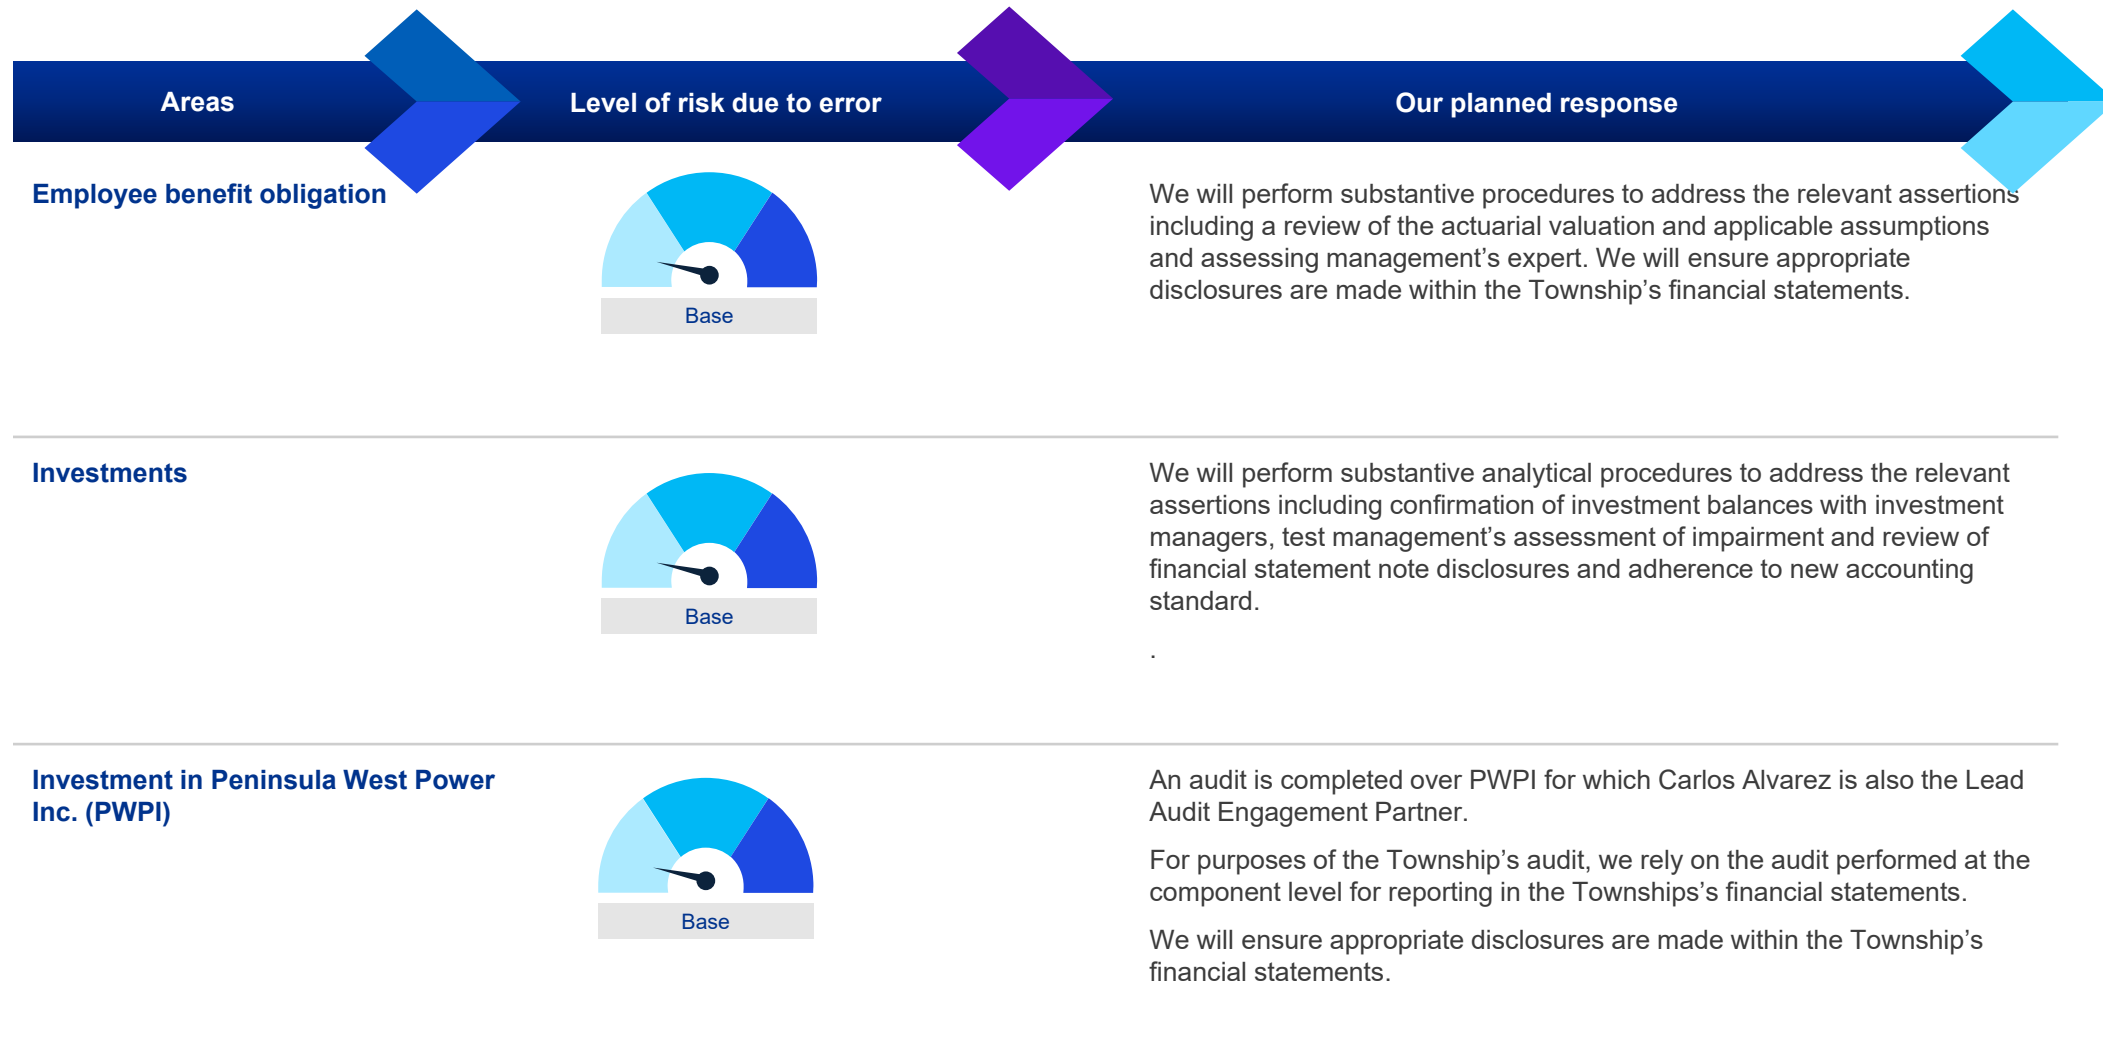 Areas
Level of risk due to error
Our planned response
Employee benefit obligation
Base
We will perform substantive procedures to address the relevant assertions
including a review of the actuarial valuation and applicable assumptions
and assessing management’s expert. We will ensure appropriate
disclosures are made within the Township’s financial statements.
Investments
Base
We will perform substantive analytical procedures to address the relevant
assertions including confirmation of investment balances with investment
managers, test management’s assessment of impairment and review of
financial statement note disclosures and adherence to new accounting
standard.
.
Investment in Peninsula West Power
Inc. (PWPI)
Base
An audit is completed over PWPI for which Carlos Alvarez is also the Lead
Audit Engagement Partner.
For purposes of the Township’s audit, we rely on the audit performed at the
component level for reporting in the Townships’s financial statements.
We will ensure appropriate disclosures are made within the Township’s
financial statements.